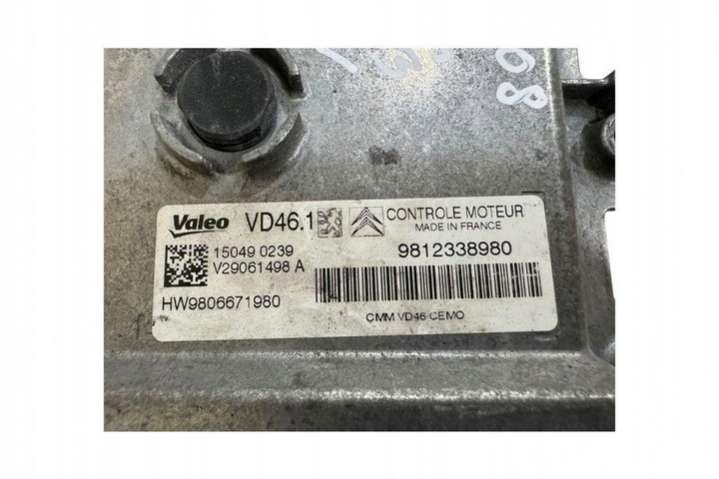 Valeo VD46.1 CONTROLE MOTEUR
MADE IN FRANCE
15049 0239
V29061498 A
9812338980
HW9806671980
CMM VD46 CEMO